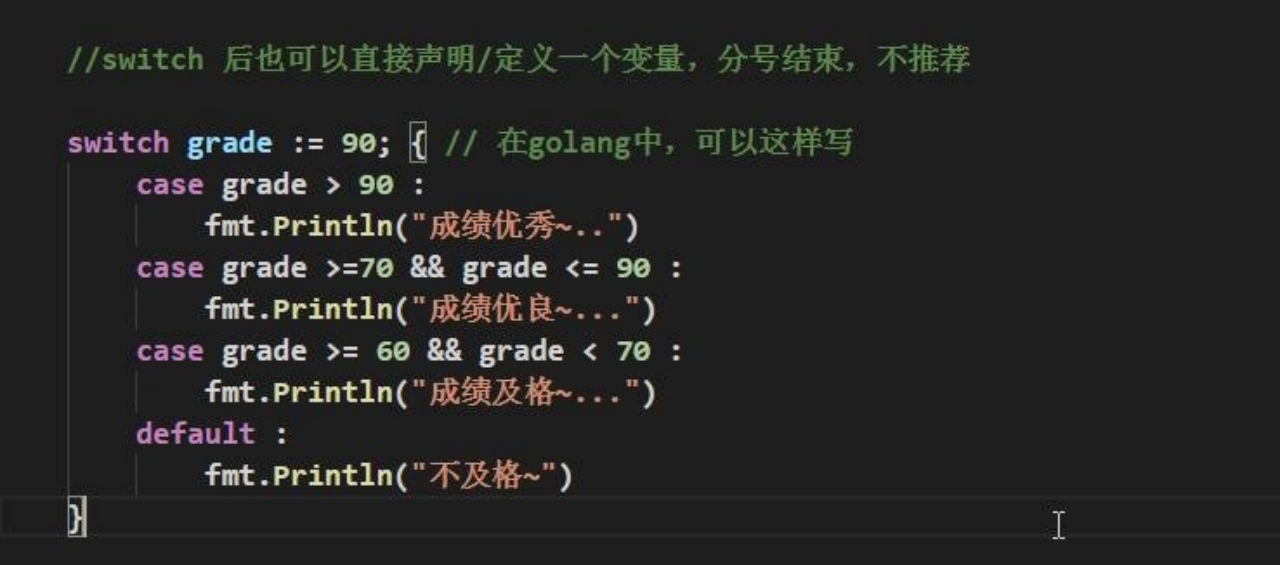 //switch 后也可以直接声明/定义一个变量，分号结束，不推荐
switch grade := 90; { // 在golang中，可以这样写
case grade > 90 :
fmt.Println("成绩优秀~..")
case grade >=70 && grade <= 90 :
fmt.Println("成绩优良~...")
case grade >= 60 && grade < 70 :
fmt.Println("成绩及格~...")
default :
fmt.Println("不及格~")
}